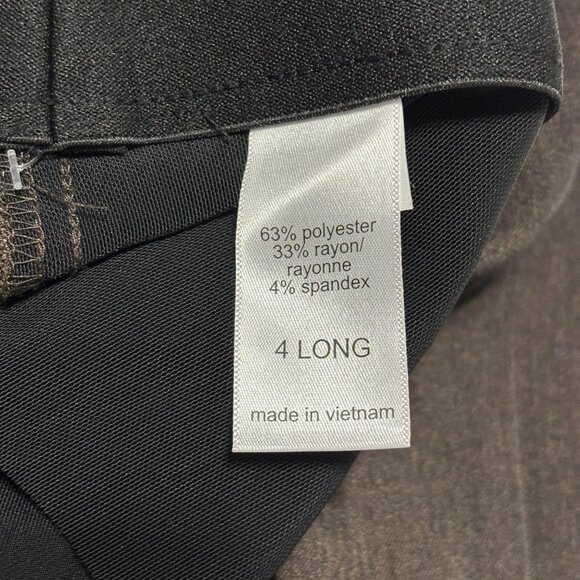 63% polyester
33% rayon/
rayonne
4% spandex
4 LONG
made in vietnam